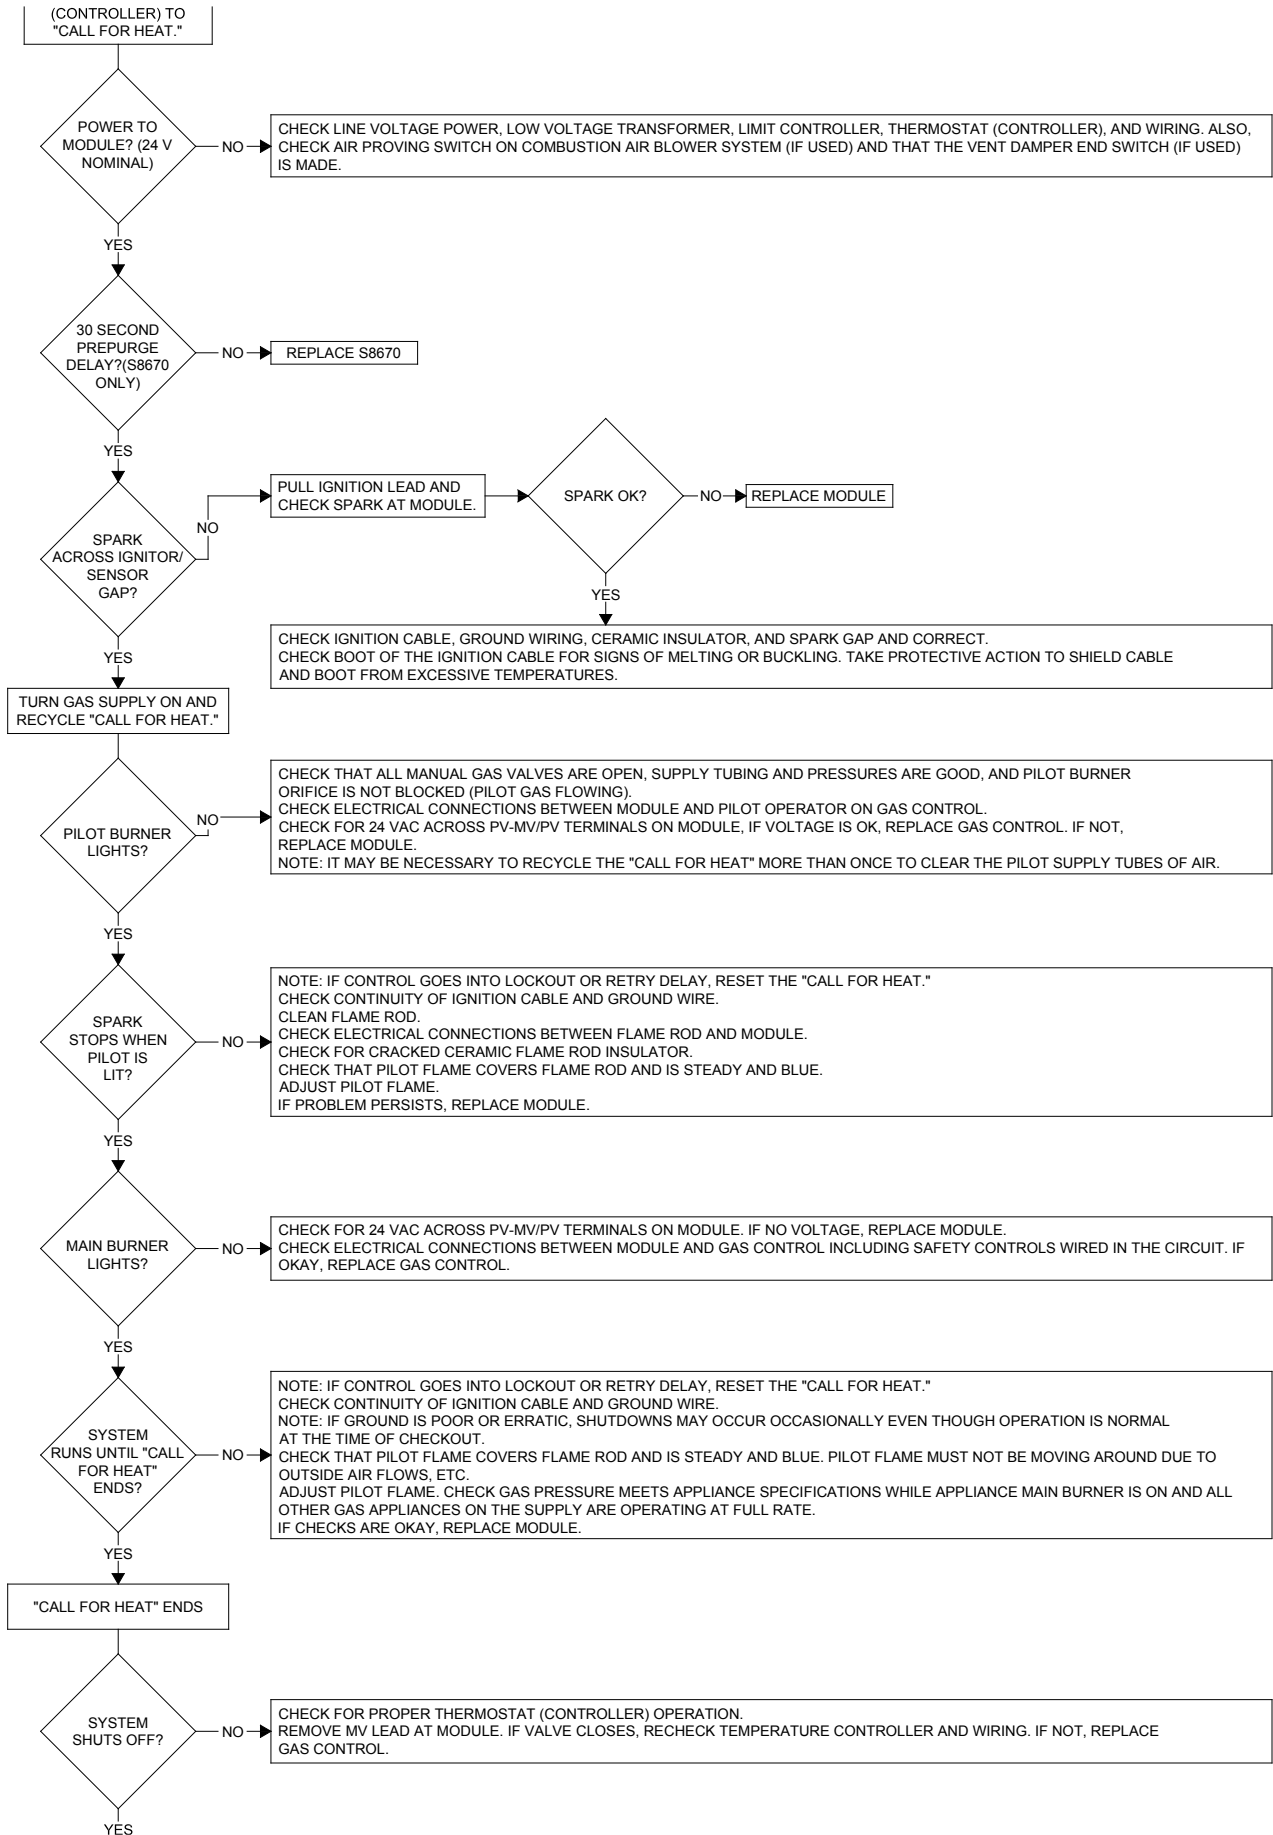 (CONTROLLER) TO
"CALL FOR HEAT."
POWER TO
MODULE? (24 V
NOMINAL)
NO
CHECK LINE VOLTAGE POWER, LOW VOLTAGE TRANSFORMER, LIMIT CONTROLLER, THERMOSTAT (CONTROLLER), AND WIRING. ALSO,
CHECK AIR PROVING SWITCH ON COMBUSTION AIR BLOWER SYSTEM (IF USED) AND THAT THE VENT DAMPER END SWITCH (IF USED)
IS MADE.
YES
30 SECOND
PREPURGE
DELAY?(S8670
ONLY)
NO
REPLACE S8670
YES
SPARK
ACROSS IGNITOR/
SENSOR
GAP?
NO
PULL IGNITION LEAD AND
CHECK SPARK AT MODULE.
SPARK OK?
NO
REPLACE MODULE
YES
CHECK IGNITION CABLE, GROUND WIRING, CERAMIC INSULATOR, AND SPARK GAP AND CORRECT.
CHECK BOOT OF THE IGNITION CABLE FOR SIGNS OF MELTING OR BUCKLING. TAKE PROTECTIVE ACTION TO SHIELD CABLE
AND BOOT FROM EXCESSIVE TEMPERATURES.
YES
TURN GAS SUPPLY ON AND
RECYCLE "CALL FOR HEAT."
PILOT BURNER
LIGHTS?
NO
CHECK THAT ALL MANUAL GAS VALVES ARE OPEN, SUPPLY TUBING AND PRESSURES ARE GOOD, AND PILOT BURNER
ORIFICE IS NOT BLOCKED (PILOT GAS FLOWING).
CHECK ELECTRICAL CONNECTIONS BETWEEN MODULE AND PILOT OPERATOR ON GAS CONTROL.
CHECK FOR 24 VAC ACROSS PV-MV/PV TERMINALS ON MODULE, IF VOLTAGE IS OK, REPLACE GAS CONTROL. IF NOT,
REPLACE MODULE.
NOTE: IT MAY BE NECESSARY TO RECYCLE THE "CALL FOR HEAT" MORE THAN ONCE TO CLEAR THE PILOT SUPPLY TUBES OF AIR.
YES
SPARK
STOPS WHEN
PILOT IS
LIT?
NO
NOTE: IF CONTROL GOES INTO LOCKOUT OR RETRY DELAY, RESET THE "CALL FOR HEAT."
CHECK CONTINUITY OF IGNITION CABLE AND GROUND WIRE.
CLEAN FLAME ROD.
CHECK ELECTRICAL CONNECTIONS BETWEEN FLAME ROD AND MODULE.
CHECK FOR CRACKED CERAMIC FLAME ROD INSULATOR.
CHECK THAT PILOT FLAME COVERS FLAME ROD AND IS STEADY AND BLUE.
ADJUST PILOT FLAME.
IF PROBLEM PERSISTS, REPLACE MODULE.
YES
MAIN BURNER
LIGHTS?
NO
CHECK FOR 24 VAC ACROSS PV-MV/PV TERMINALS ON MODULE. IF NO VOLTAGE, REPLACE MODULE.
CHECK ELECTRICAL CONNECTIONS BETWEEN MODULE AND GAS CONTROL INCLUDING SAFETY CONTROLS WIRED IN THE CIRCUIT. IF
OKAY, REPLACE GAS CONTROL.
YES
SYSTEM
RUNS UNTIL "CALL
FOR HEAT"
ENDS?
NO
NOTE: IF CONTROL GOES INTO LOCKOUT OR RETRY DELAY, RESET THE "CALL FOR HEAT."
CHECK CONTINUITY OF IGNITION CABLE AND GROUND WIRE.
NOTE: IF GROUND IS POOR OR ERRATIC, SHUTDOWNS MAY OCCUR OCCASIONALLY EVEN THOUGH OPERATION IS NORMAL
AT THE TIME OF CHECKOUT.
CHECK THAT PILOT FLAME COVERS FLAME ROD AND IS STEADY AND BLUE. PILOT FLAME MUST NOT BE MOVING AROUND DUE TO
OUTSIDE AIR FLOWS, ETC.
ADJUST PILOT FLAME. CHECK GAS PRESSURE MEETS APPLIANCE SPECIFICATIONS WHILE APPLIANCE MAIN BURNER IS ON AND ALL
OTHER GAS APPLIANCES ON THE SUPPLY ARE OPERATING AT FULL RATE.
IF CHECKS ARE OKAY, REPLACE MODULE.
YES
"CALL FOR HEAT" ENDS
SYSTEM
SHUTS OFF?
NO
CHECK FOR PROPER THERMOSTAT (CONTROLLER) OPERATION.
REMOVE MV LEAD AT MODULE. IF VALVE CLOSES, RECHECK TEMPERATURE CONTROLLER AND WIRING. IF NOT, REPLACE
GAS CONTROL.
YES